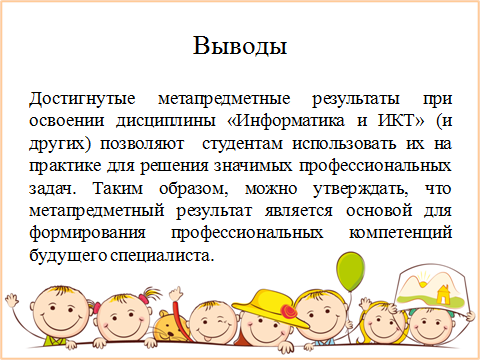 Выводы
Достигнутые метапредметные результаты при
освоении дисциплины «Информатика и ИКТ» (и
других) позволяют студентам использовать их на
практике для решения значимых профессиональных
задач. Таким образом, можно утверждать, что
метапредметный результат является основой для
формирования профессиональных компетенций
будущего специалиста.